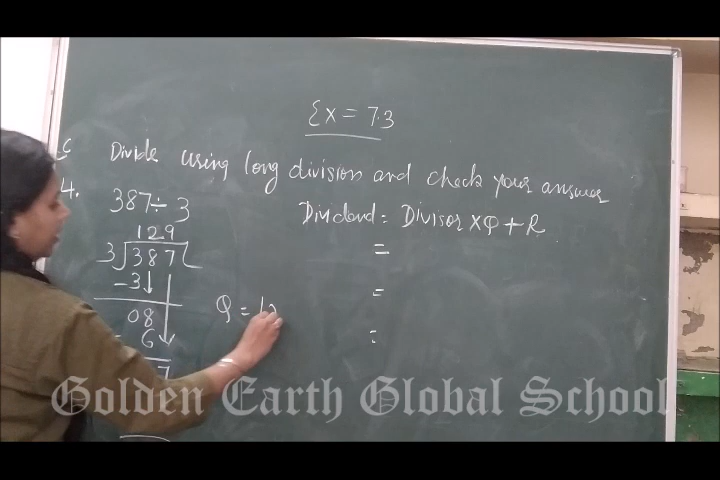 Ex = 7.3
Divide using long division and check your answer
4. 387 ÷ 3
Dividend = Divisor x Q + R
129
3 387
=
-3
08
Q = 12
=
6
=
7
Golden Earth Global School